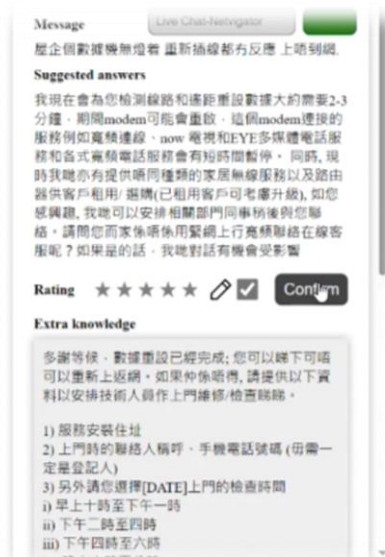 Message
Live Chat-Netvigator
屋企個數據機無燈着 重新插線都冇反應 上唔到網.
Suggested answers
我現在會為您檢測線路和遙距重設數據大約需要2-3
分鐘，期間modem可能會重啟，這個modem連接的
服務例如寬頻連線、now 電視和EYE多媒體電話服
務和各式寬頻電話服務會有短時間暫停。 同時, 現
時我哋亦有提供唔同種類的家居無線服務以及路由
器供客戶租用/ 選購(已租用客戶可考慮升級), 如您
感興趣, 我哋可以安排相關部門同事稍後與您聯
絡。請問您而家係唔係用緊網上行寬頻聯絡在線客
服呢？如果是的話，我哋對話有機會受影響
Rating ★★★★★ Confirm
Extra knowledge
多謝等候，數據重設已經完成; 您可以睇下可唔
可以重新上返網。如果仲係唔得, 請提供以下資
料以安排技術人員作上門維修/檢查睇睇。
1) 服務安裝住址
2) 上門時的聯絡人稱呼、手機電話號碼 (毋需一
定是登記人)
3) 另外請您選擇[DATE]上門的檢查時間
i) 早上十時至下午一時
ii) 下午二時至四時
iii) 下午四時至六時